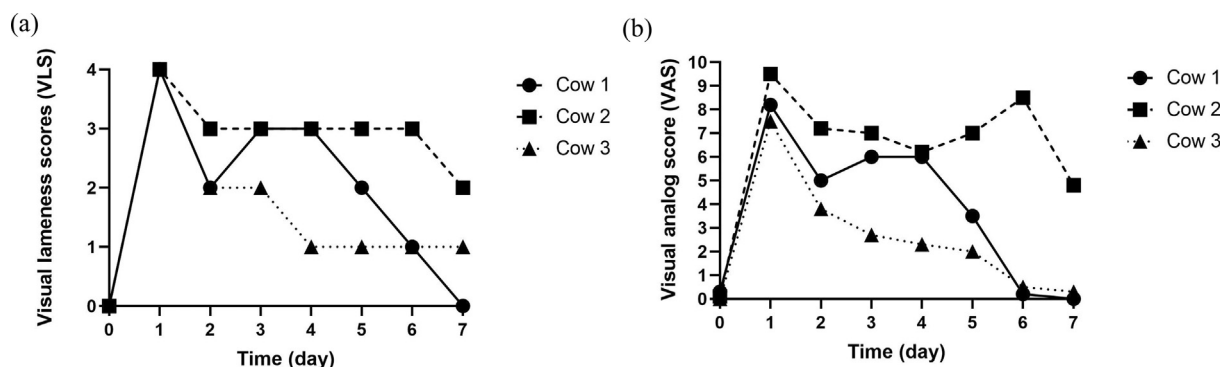 (a)
Visual lameness scores (VLS)
4
3
2
1
0
0 1 2 3 4 5 6 7
Time (day)
Cow 1
Cow 2
Cow 3
(b)
Visual analog score (VAS)
10
9
8
7
6
5
4
3
2
1
0
0 1 2 3 4 5 6 7
Time (day)
Cow 1
Cow 2
Cow 3